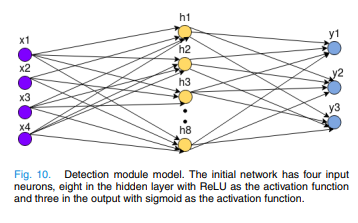 h1
x1
y1
h2
x2
y2
h3
x3
y3
x4
h8
Fig. 10. Detection module model. The initial network has four input
neurons, eight in the hidden layer with ReLU as the activation function
and three in the output with sigmoid as the activation function.